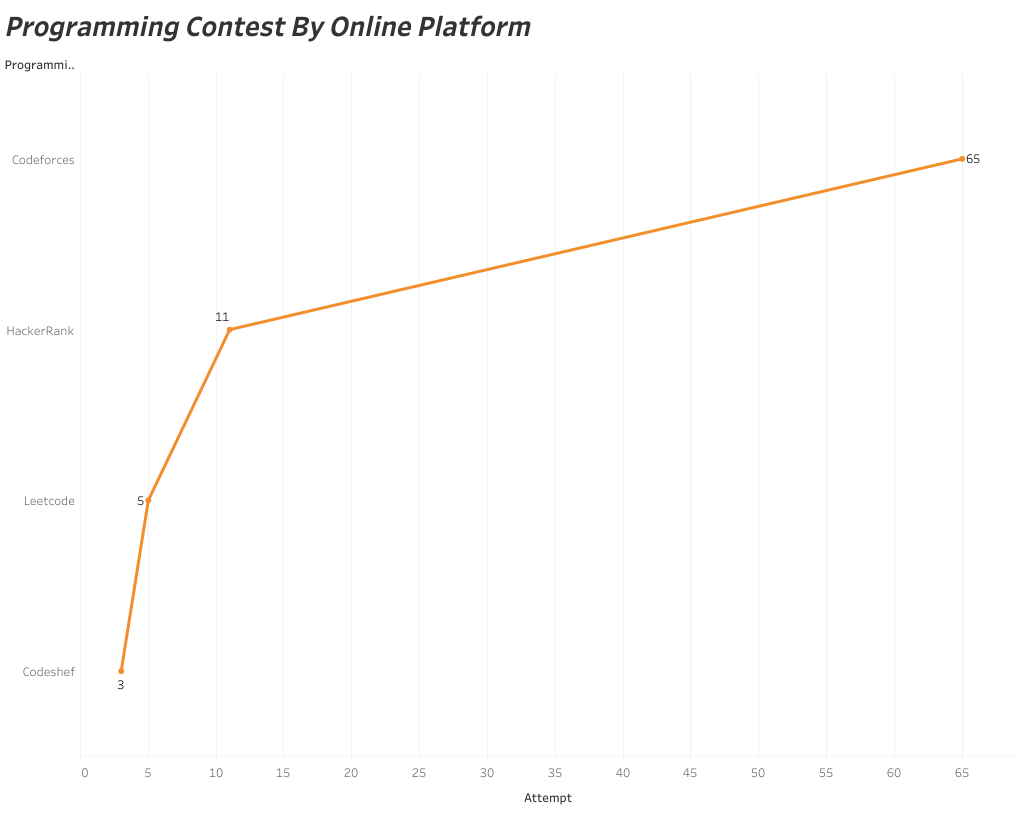 Programming Contest By Online Platform
Programmi..
Codeforces
65
11
HackerRank
5
Leetcode
Codeshef
3
0 5 10 15 20 25 30 35 40 45 50 55 60 65
Attempt